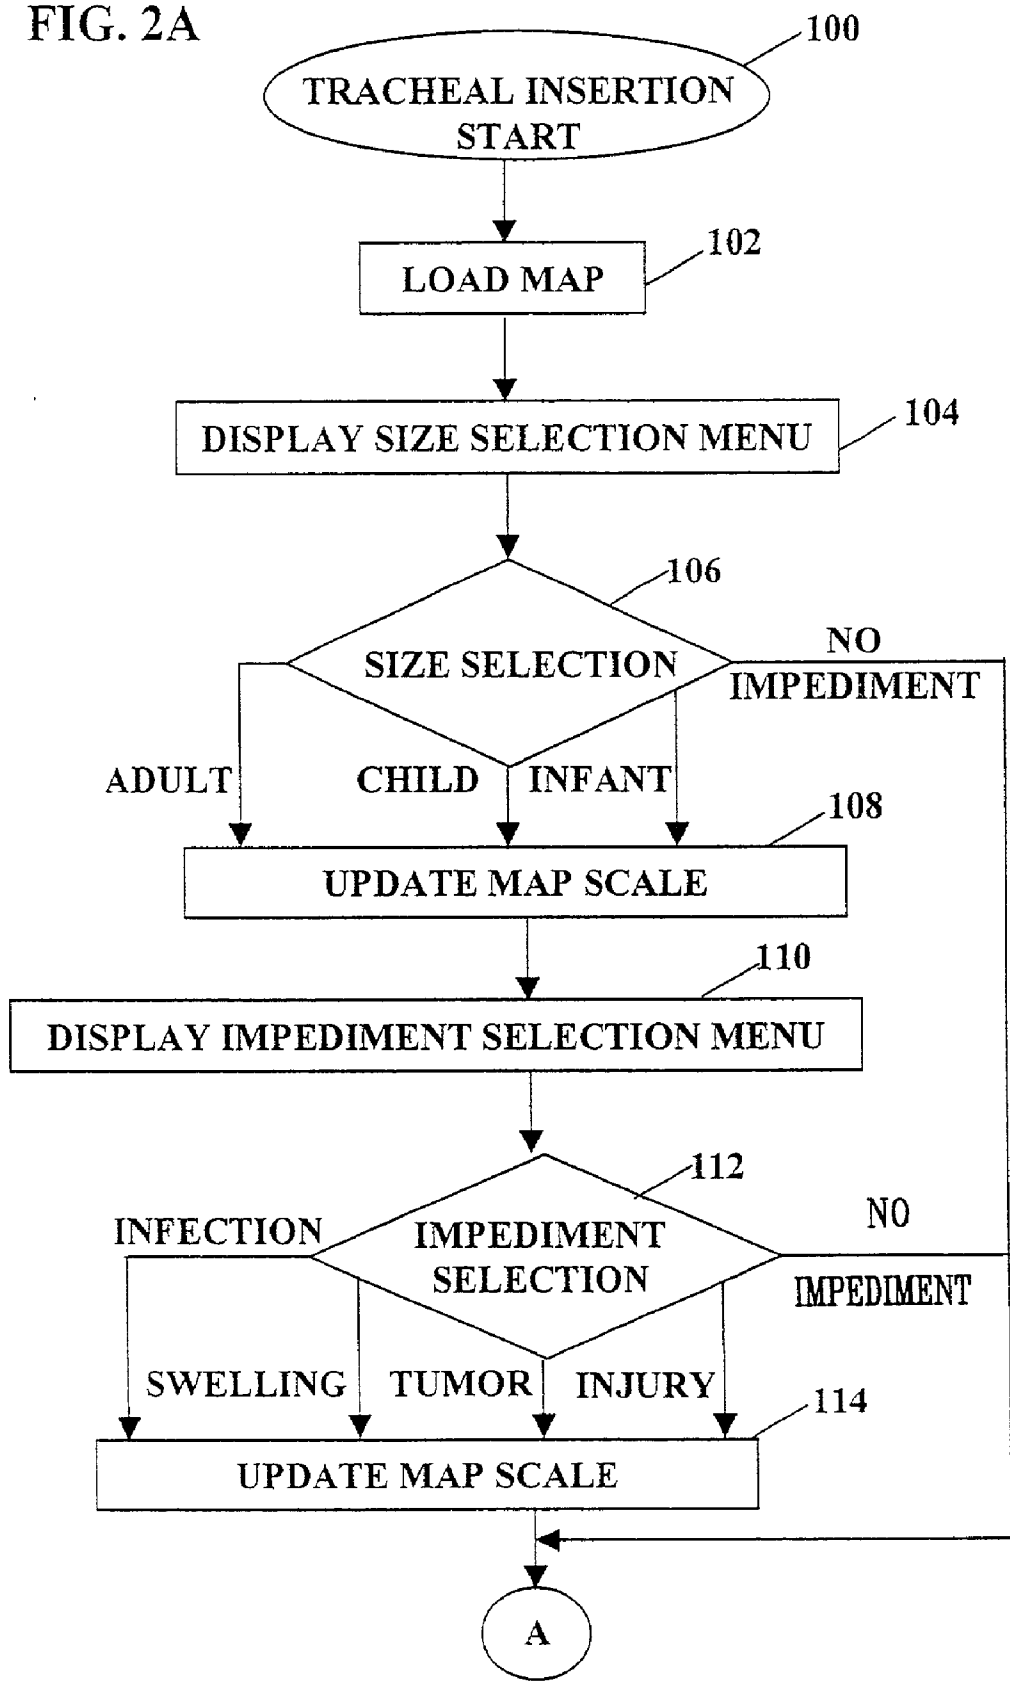 FIG. 2A
100
TRACHEAL INSERTION
START
102
LOAD MAP
104
DISPLAY SIZE SELECTION MENU
106
SIZE SELECTION
NO
IMPEDIMENT
ADULT
CHILD
INFANT
108
UPDATE MAP SCALE
110
DISPLAY IMPEDIMENT SELECTION MENU
112
IMPEDIMENT
SELECTION
INFECTION
NO
IMPEDIMENT
SWELLING
TUMOR
INJURY
114
UPDATE MAP SCALE
A